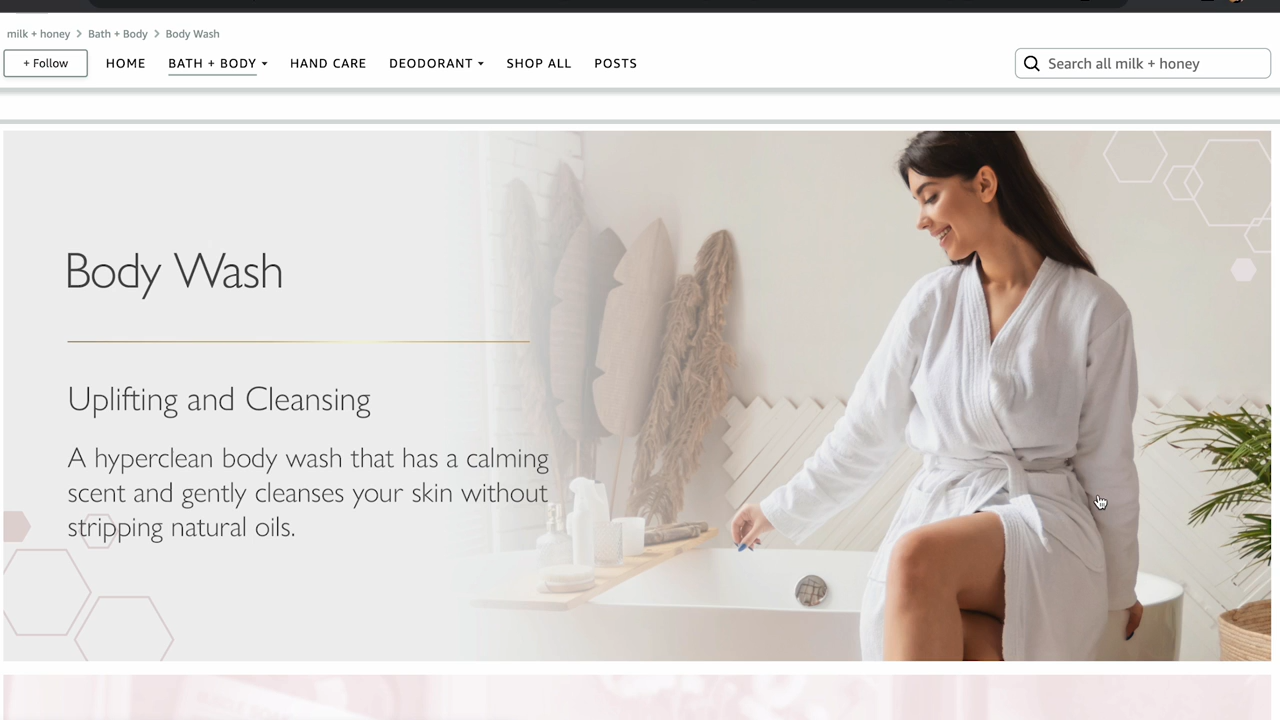 milk + honey > Bath + Body > Body Wash
+ Follow HOME BATH + BODY HAND CARE DEODORANT SHOP ALL POSTS Search all milk + honey
Body Wash
Uplifting and Cleansing
A hyperclean body wash that has a calming
scent and gently cleanses your skin without
stripping natural oils.